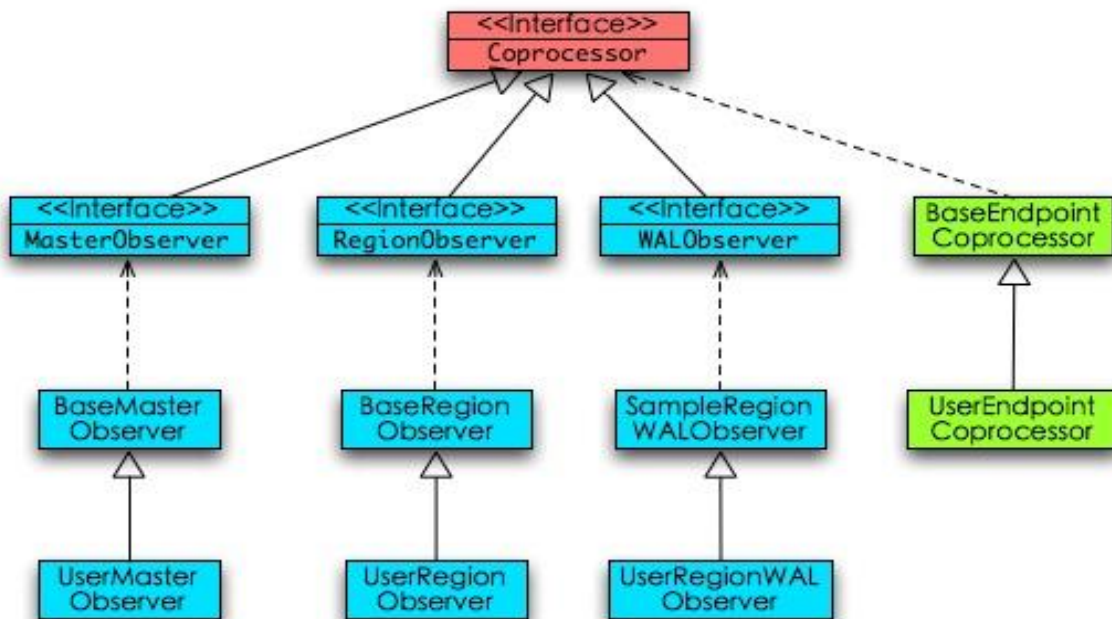 <<Interface>>
Coprocessor
<<Interface>>
MasterObserver
<<Interface>>
RegionObserver
<<Interface>>
WALObserver
BaseEndpoint
Coprocessor
BaseMaster
Observer
BaseRegion
Observer
SampleRegion
WALObserver
UserEndpoint
Coprocessor
UserMaster
Observer
UserRegion
Observer
UserRegionWAL
Observer